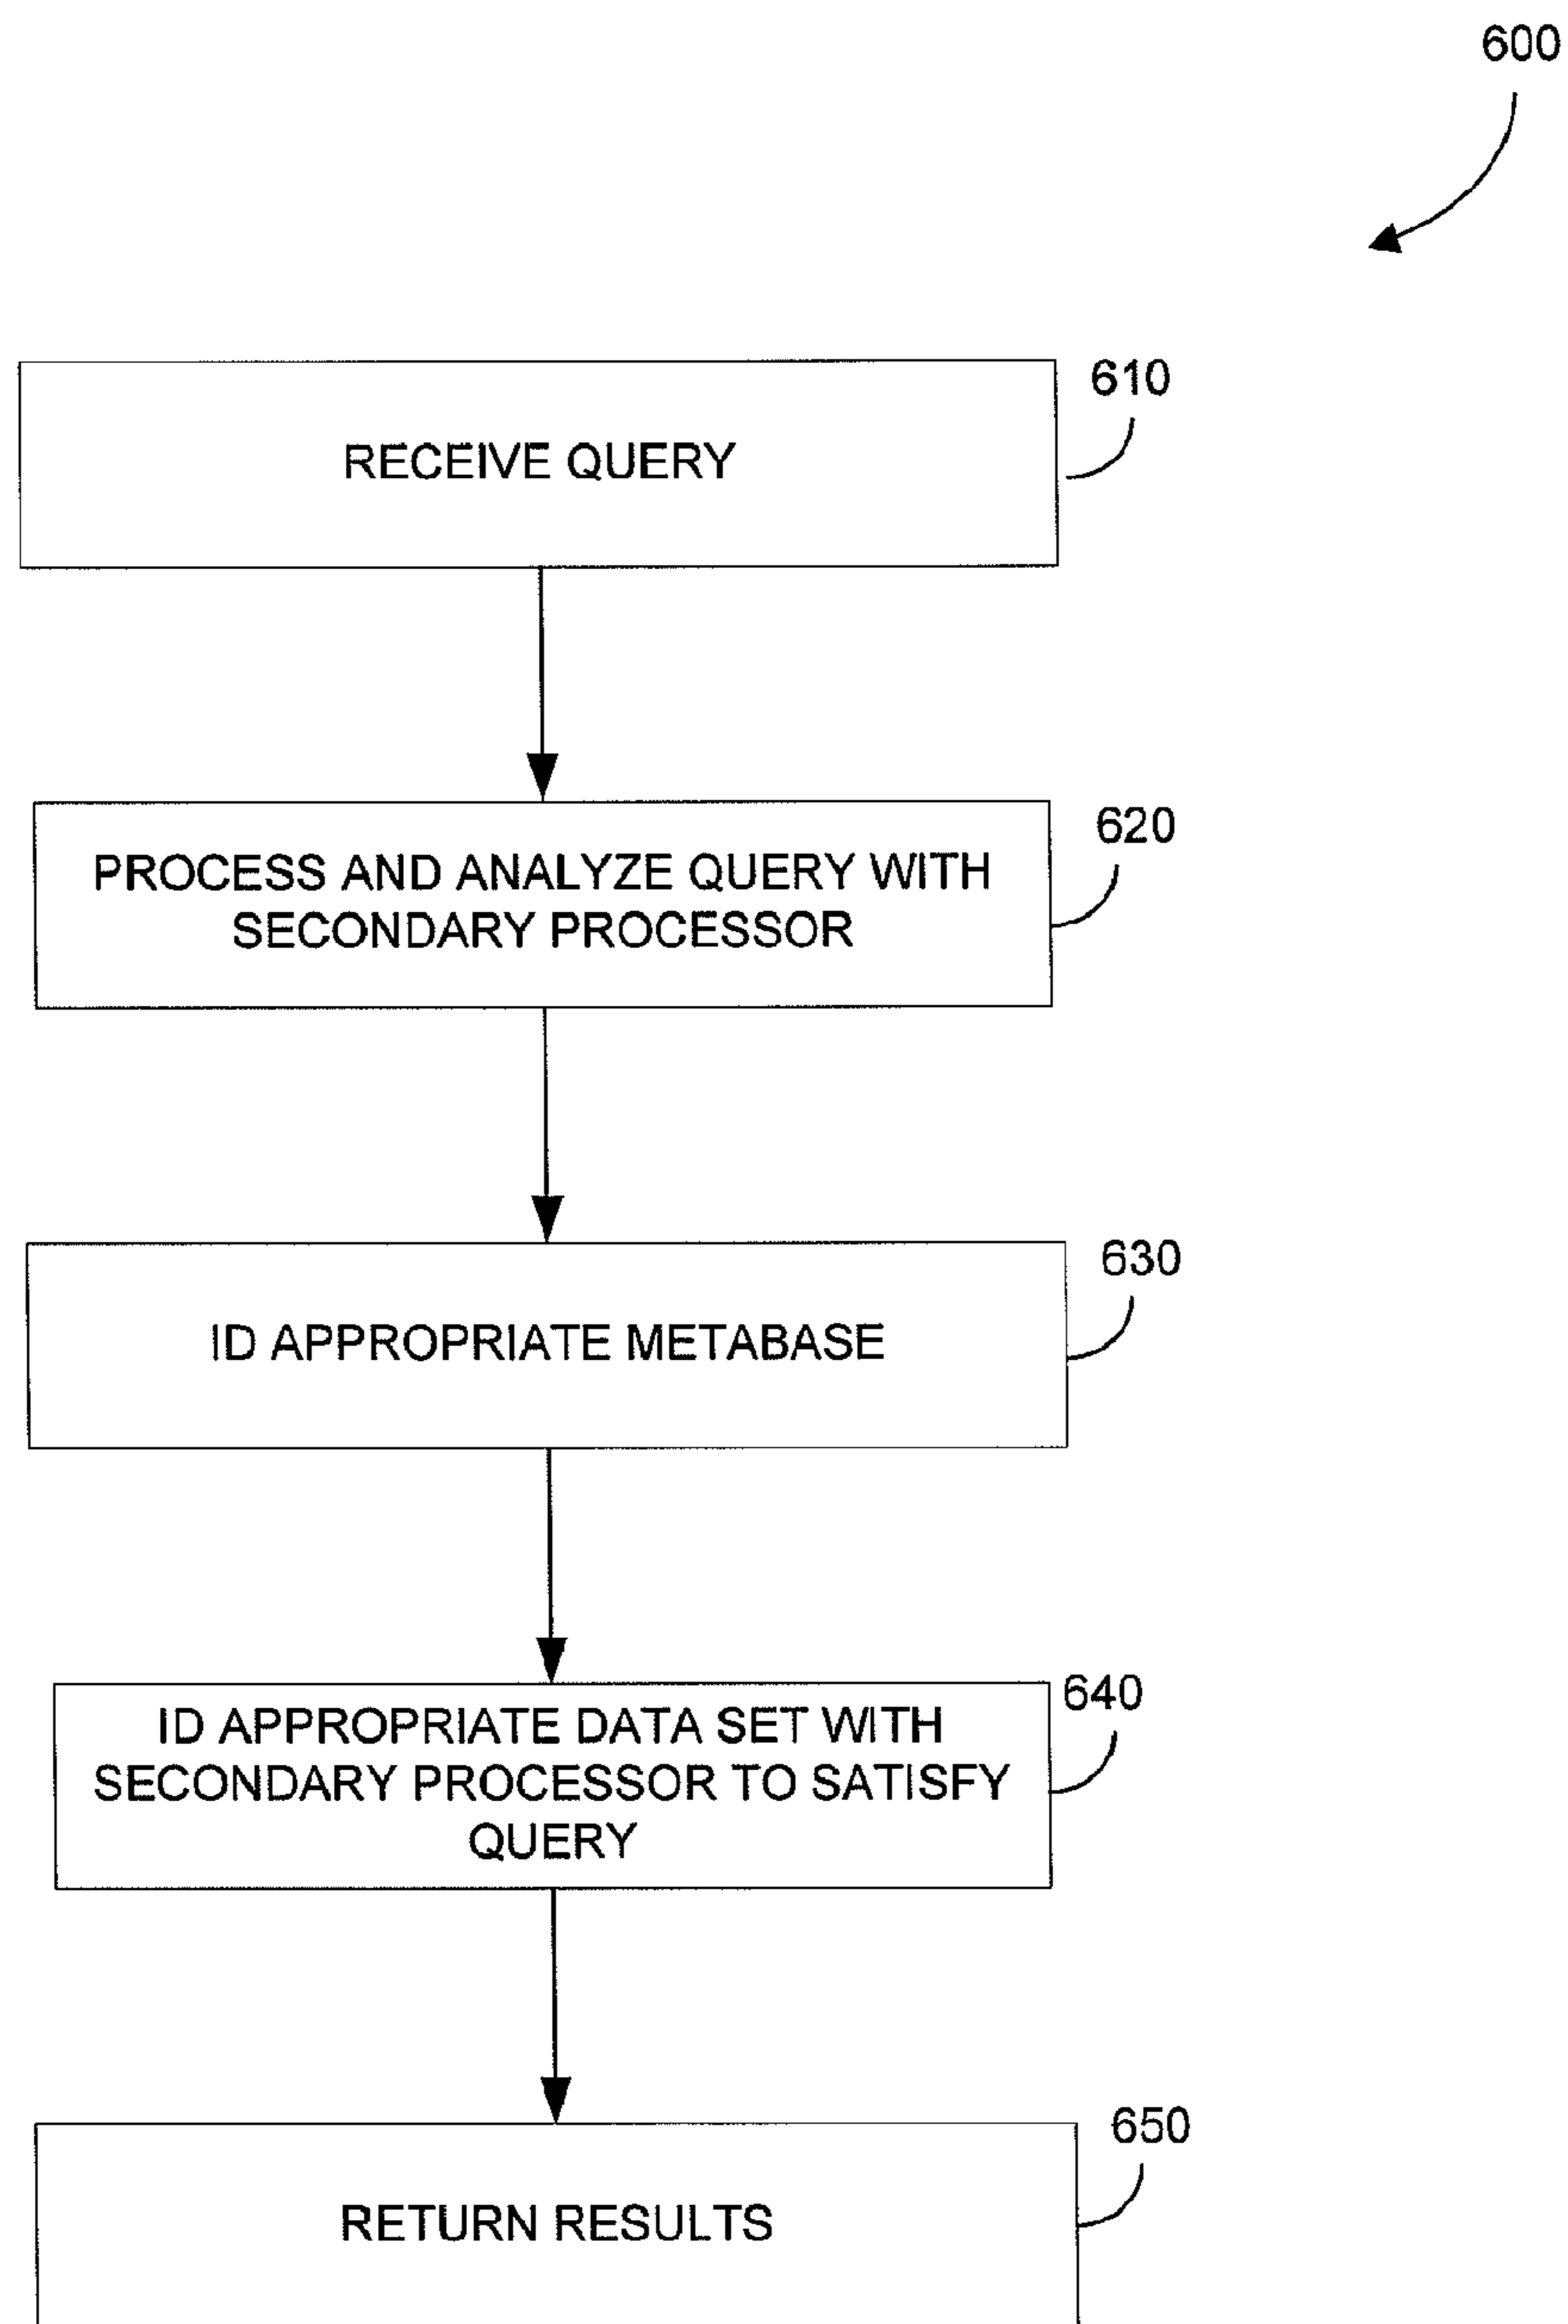 600
610
RECEIVE QUERY
620
PROCESS AND ANALYZE QUERY WITH
SECONDARY PROCESSOR
630
ID APPROPRIATE METABASE
640
ID APPROPRIATE DATA SET WITH
SECONDARY PROCESSOR TO SATISFY
QUERY
650
RETURN RESULTS